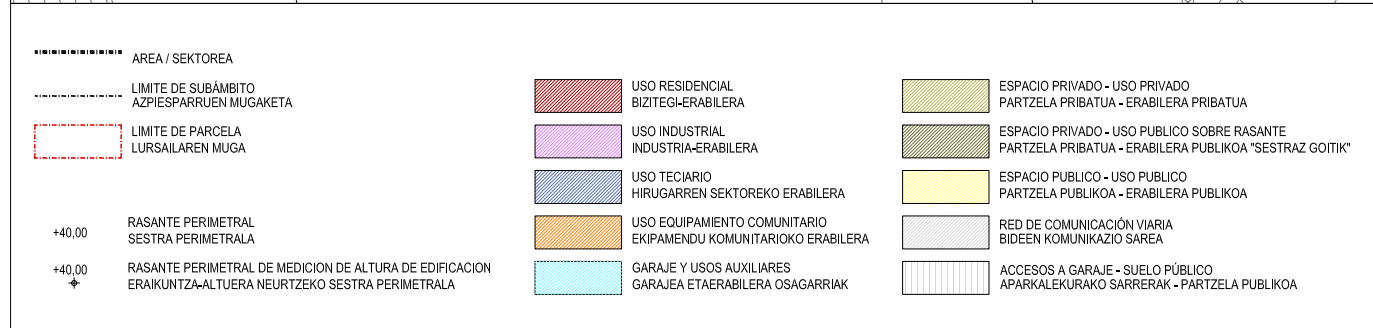 AREA / SEKTOREA
LIMITE DE SUBÁMBITO
AZPIESPARRUEN MUGAKETA
LIMITE DE PARCELA
LURSAILAREN MUGA
+40,00
RASANTE PERIMETRAL
SESTRA PERIMETRALA
+40,00
RASANTE PERIMETRAL DE MEDICION DE ALTURA DE EDIFICACION
ERAIKUNTZA-ALTUERA NEURTZEKO SESTRA PERIMETRALA
USO RESIDENCIAL
BIZITEGI-ERABILERA
USO INDUSTRIAL
INDUSTRIA-ERABILERA
USO TECIARIO
HIRUGARREN SEKTOREKO ERABILERA
USO EQUIPAMIENTO COMUNITARIO
EKIPAMENDU KOMUNITARIOKO ERABILERA
GARAJE Y USOS AUXILIARES
GARAJEA ETAERABILERA OSAGARRIAK
ESPACIO PRIVADO - USO PRIVADO
PARTZELA PRIBATUA - ERABILERA PRIBATUA
ESPACIO PRIVADO - USO PUBLICO SOBRE RASANTE
PARTZELA PRIBATUA - ERABILERA PUBLIKOA "SESTRAZ GOITIK"
ESPACIO PUBLICO - USO PUBLICO
PARTZELA PUBLIKOA - ERABILERA PUBLIKOA
RED DE COMUNICACIÓN VIARIA
BIDEEN KOMUNIKAZIO SAREA
ACCESOS A GARAJE - SUELO PÚBLICO
APARKALEKURAKO SARRERAK - PARTZELA PUBLIKOA